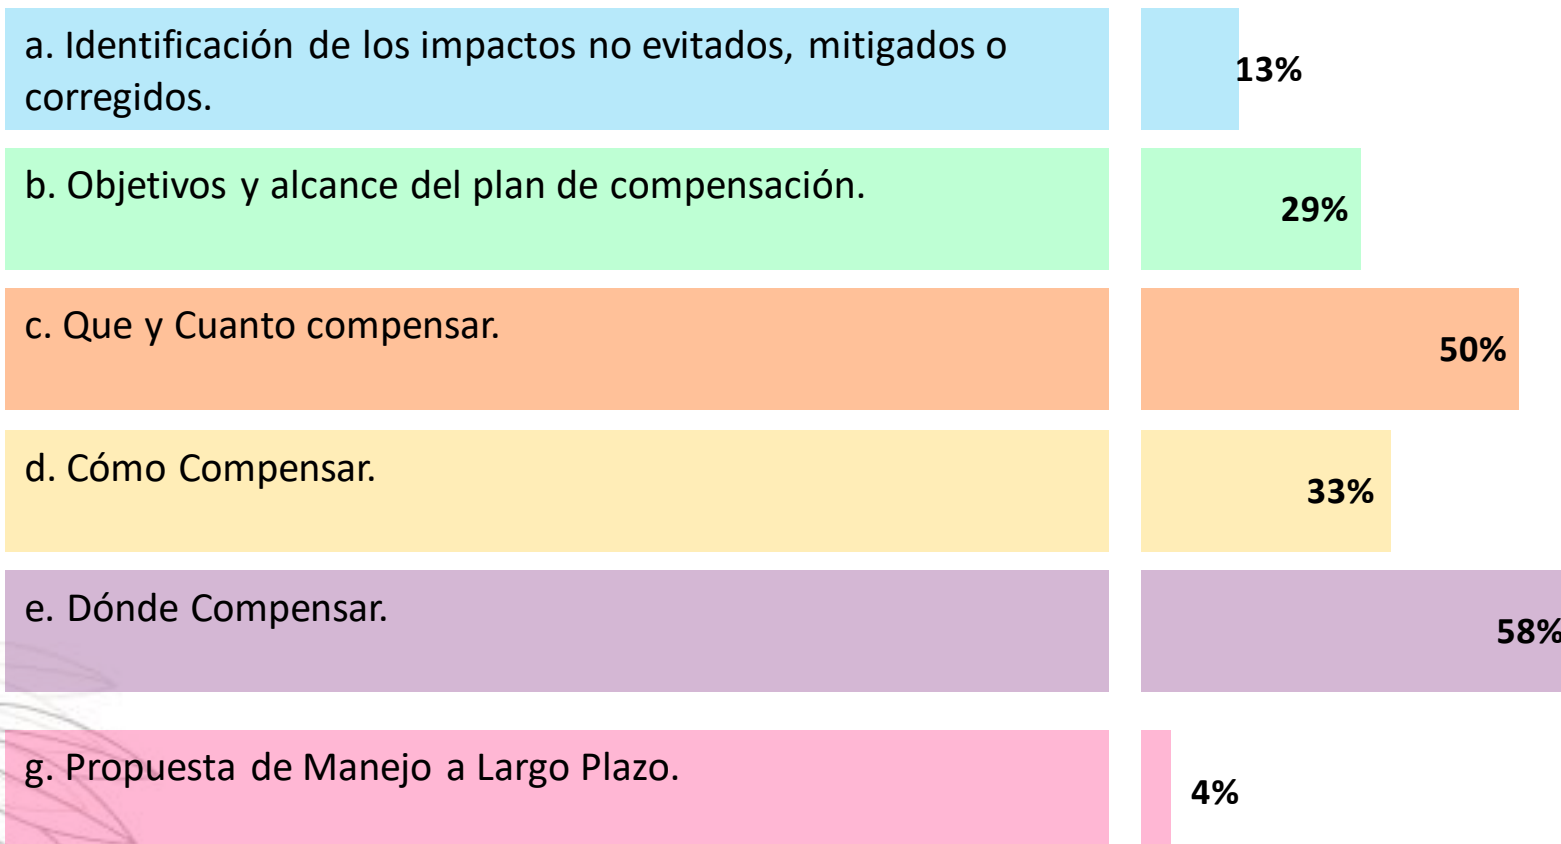 a. Identificación de los impactos no evitados, mitigados o
corregidos.
13%
b. Objetivos y alcance del plan de compensación.
29%
c. Que y Cuanto compensar.
50%
d. Cómo Compensar.
33%
e. Dónde Compensar.
58%
g. Propuesta de Manejo a Largo Plazo.
4%